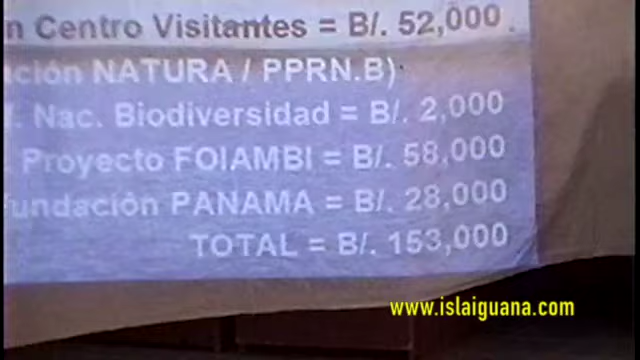 n Centro Visitantes = B/. 52,000 .
ación NATURA / PPRN.B)
. Nac. Biodiversidad = B/. 2,000
Proyecto FOIAMBI = B/. 58,000
Fundación PANAMA = B/. 28,000
TOTAL = B/. 153,000
www.islaiguana.com